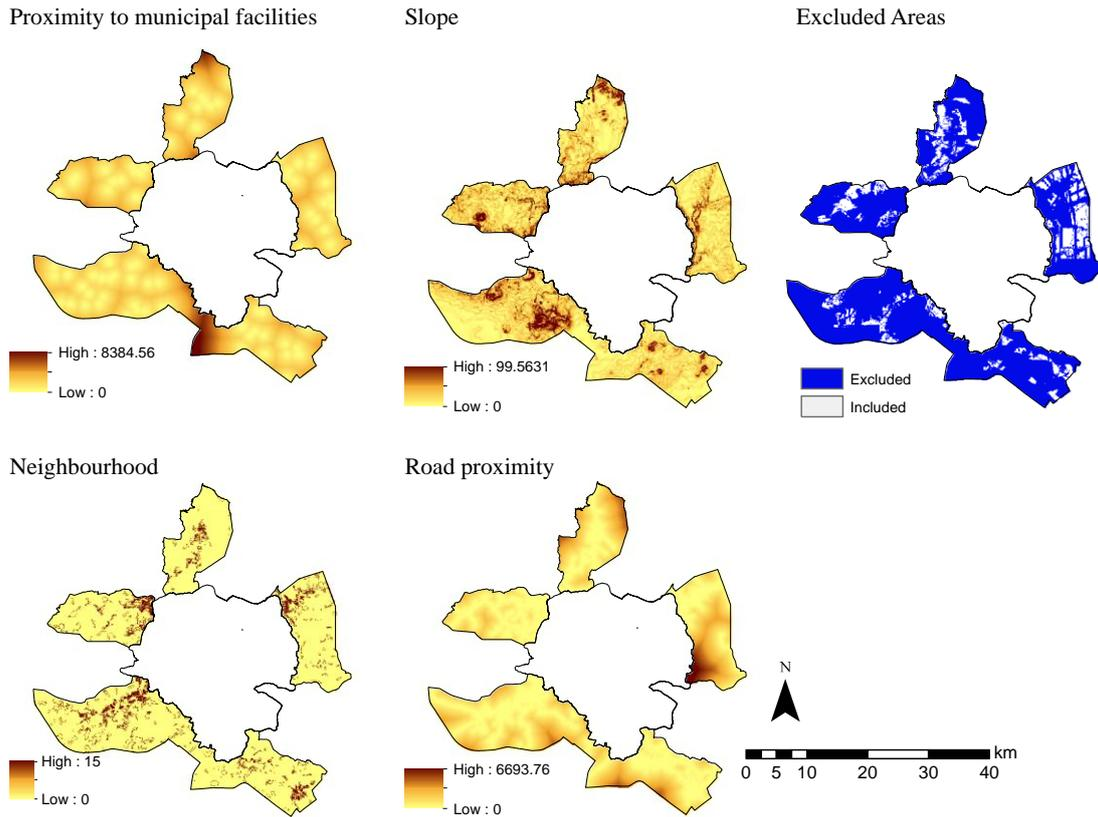 Proximity to municipal facilities
Slope
Excluded Areas
High : 8384.56
Low : 0
High : 99.5631
Low : 0
Excluded
Included
Neighbourhood
Road proximity
High : 15
Low : 0
High : 6693.76
Low : 0
N
km
0 5 10 20 30 40